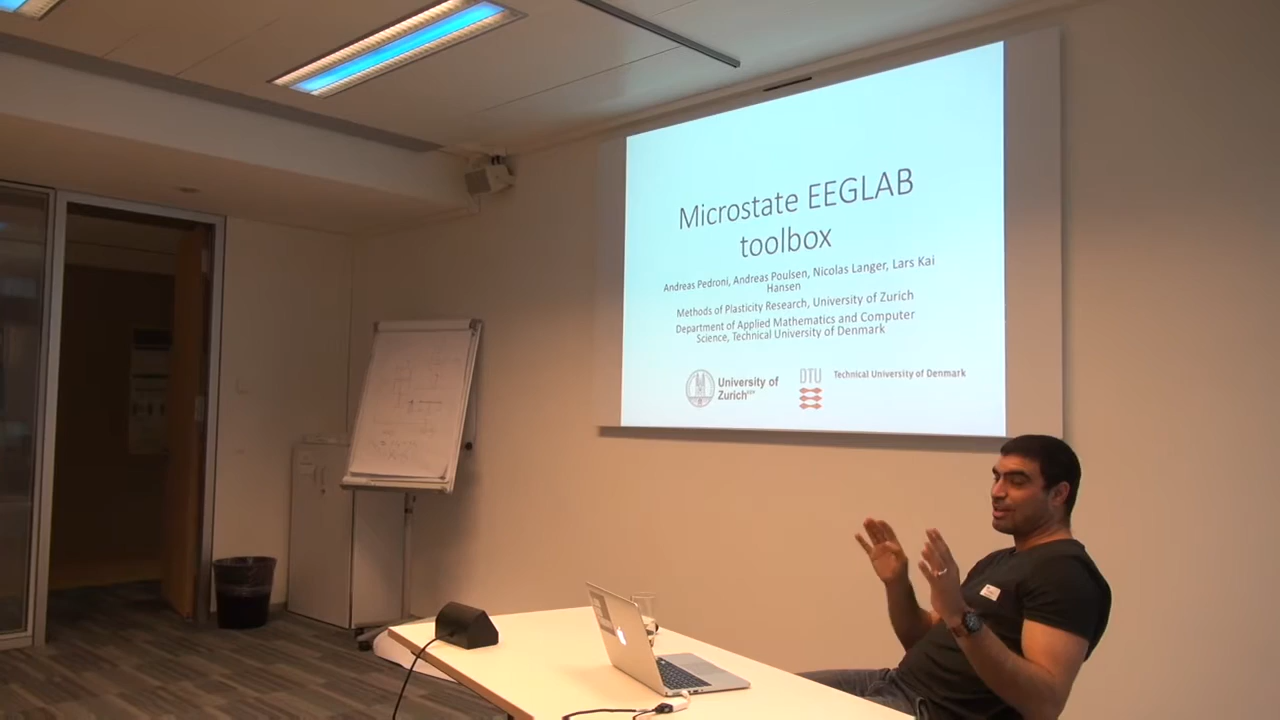 Microstate EEGLAB
toolbox
Andreas Pedroni, Andreas Poulsen, Nicolas Langer, Lars Kai
Hansen
Methods of Plasticity Research, University of Zurich
Department of Applied Mathematics and Computer
Science, Technical University of Denmark
University of
Zurich
DTU
Technical University of Denmark